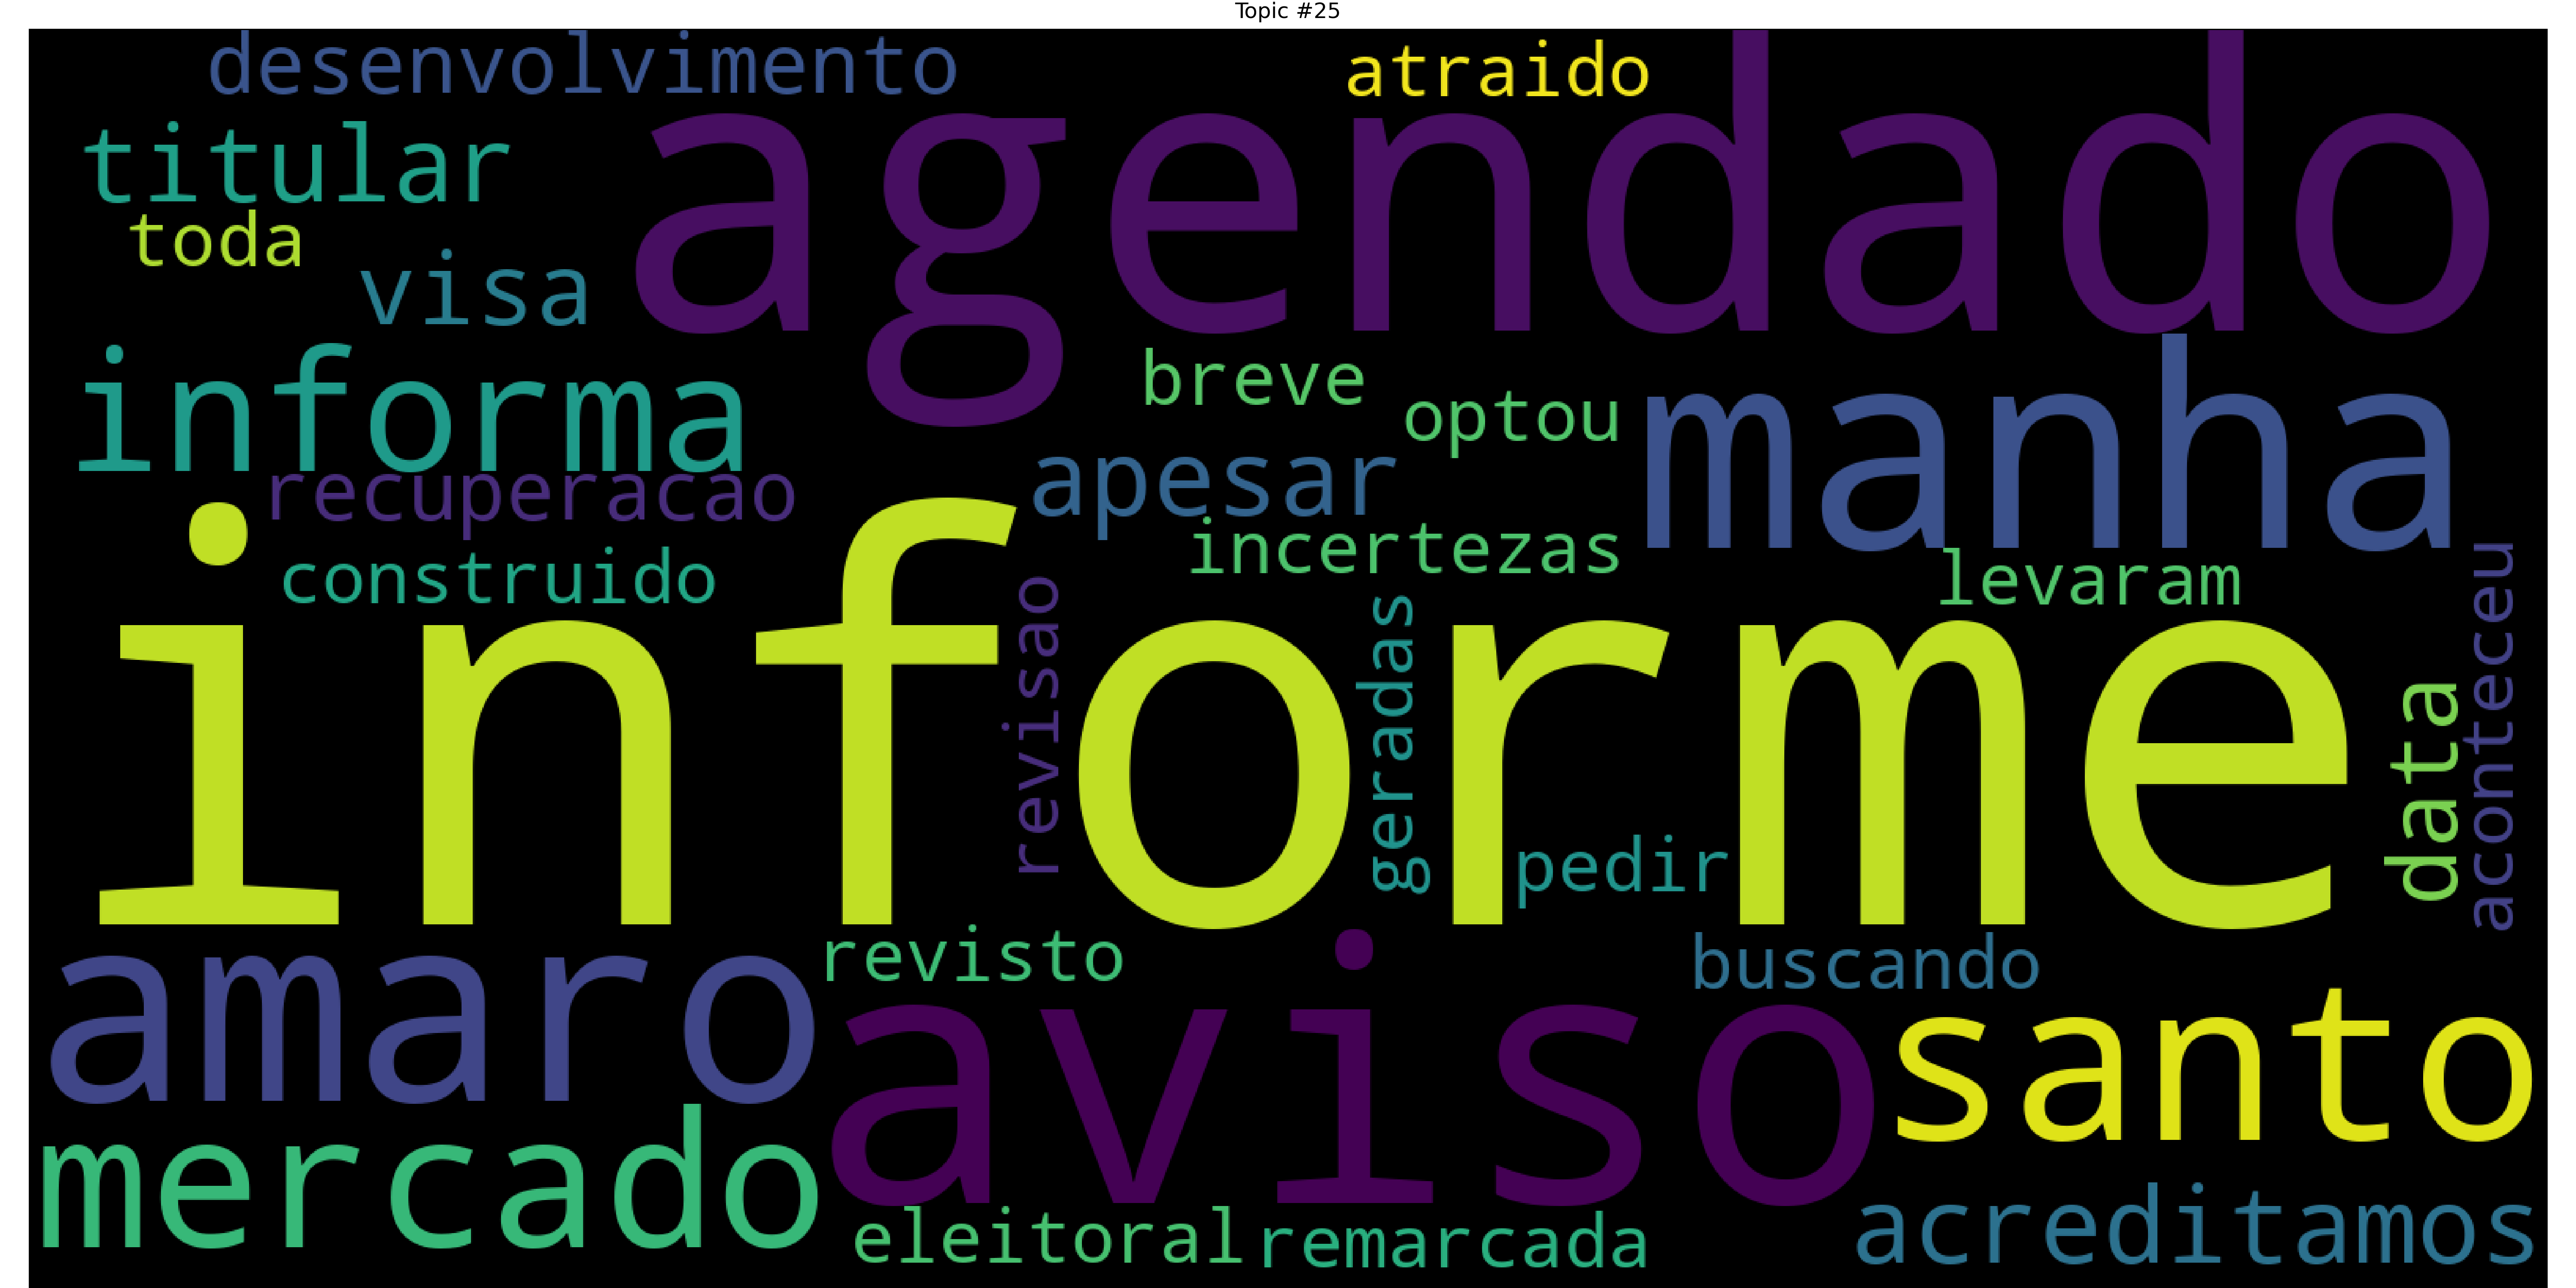 Topic #25
desenvolvimento
atraido
agendado
titular
toda
visa
informa
breve
optou
manha
recuperacao
apesar
incertezas
construido
levaram
informe
revisao
geradas
pedir
data
aconteceu
amaro
revisto
buscando
aviso
santo
mercado
eleitoral
remarcada
acreditamos